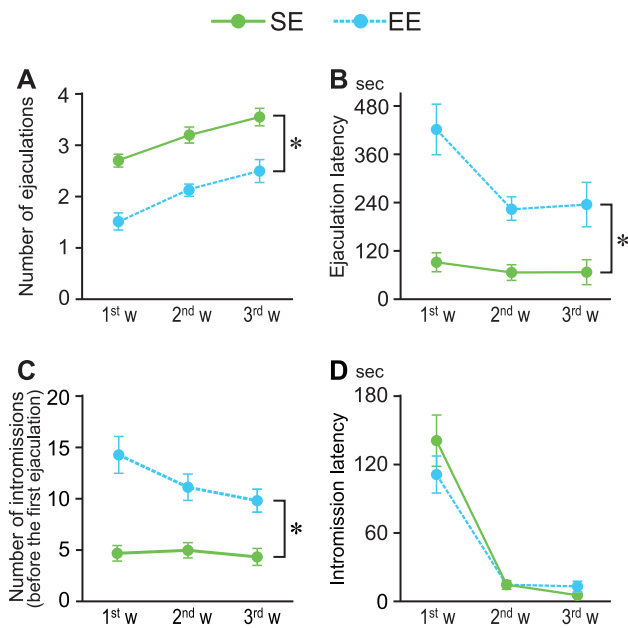 SE EE
A
Number of ejaculations
4
3
2
1
0
1st w 2nd w 3rd w
*
B
sec
Ejaculation latency
480
360
240
120
0
1st w 2nd w 3rd w
*
C
Number of intromissions
(before the first ejaculation)
20
15
10
5
0
1st w 2nd w 3rd w
*
D
sec
Intromission latency
180
120
60
0
1st w 2nd w 3rd w